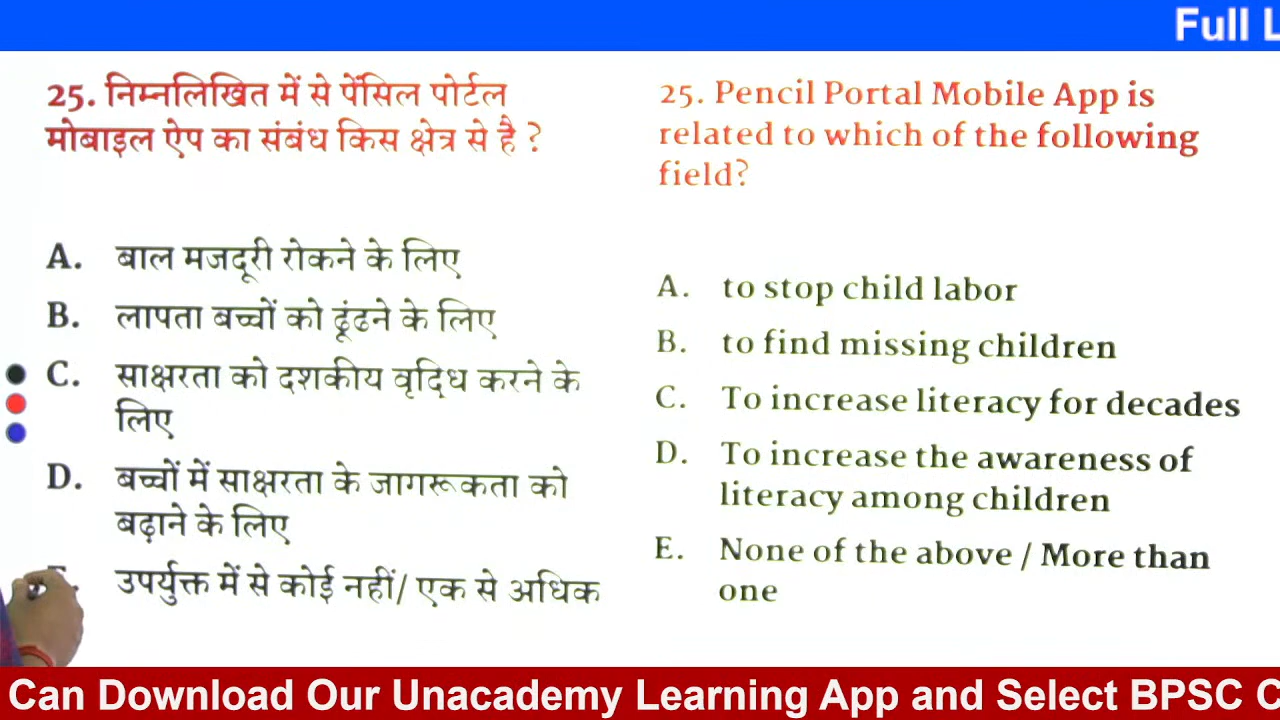 Full L
25. निम्नलिखित में से पेंसिल पोर्टल
मोबाइल ऐप का संबंध किस क्षेत्र से है ?
A. बाल मजदूरी रोकने के लिए
B. लापता बच्चों को ढूंढने के लिए
C. साक्षरता को दशकीय वृद्धि करने के
लिए
D. बच्चों में साक्षरता के जागरूकता को
बढ़ाने के लिए
उपर्युक्त में से कोई नहीं/ एक से अधिक
25. Pencil Portal Mobile App is
related to which of the following
field?
A. to stop child labor
B. to find missing children
C. To increase literacy for decades
D. To increase the awareness of
literacy among children
E. None of the above / More than
one
Can Download Our Unacademy Learning App and Select BPSC C